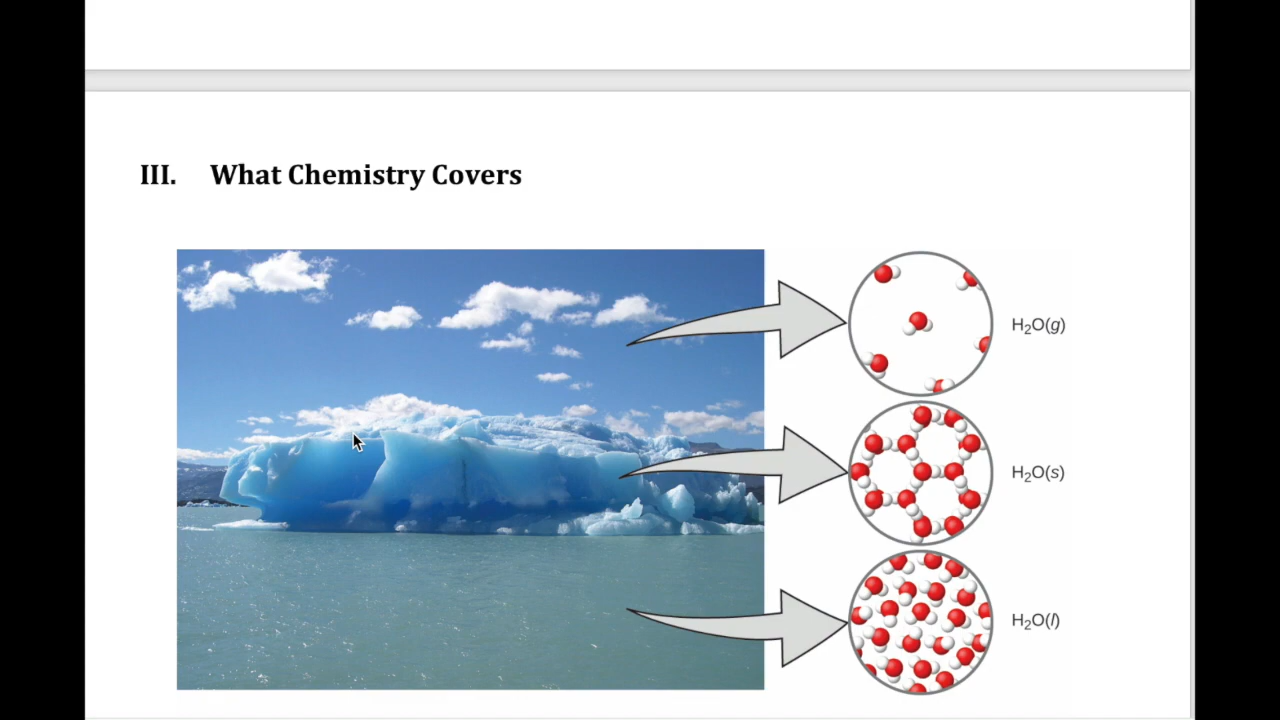 III. What Chemistry Covers
H₂O(g)
H₂O(s)
H₂O(l)